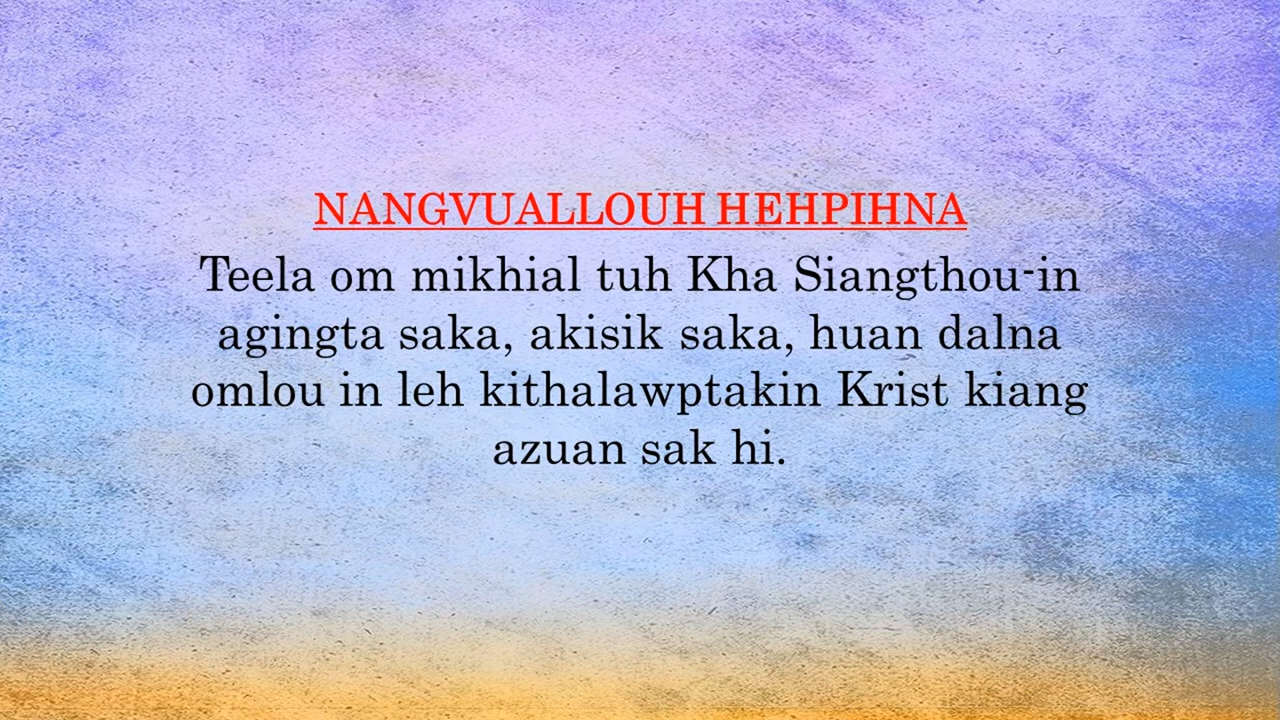 NANGVUALLOUH HEHPIHNA
Teela om mikhial tuh Kha Siangthou-in
agingta saka, akisik saka, huan dalna
omlou in leh kithalawptakin Krist kiang
azuan sak hi.